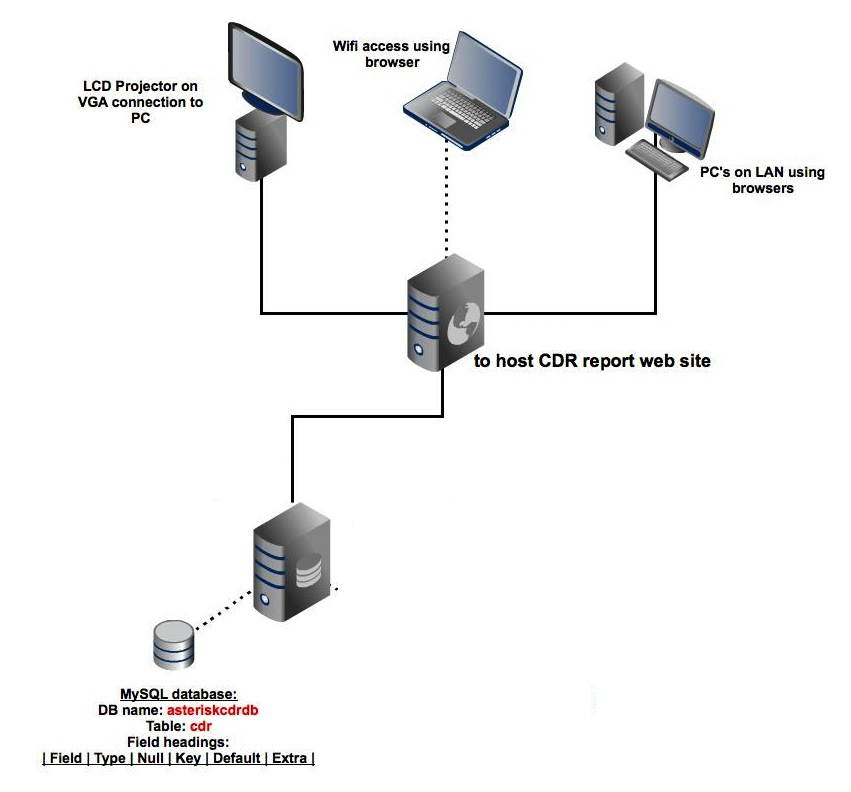 LCD Projector on
VGA connection to
PC
Wifi access using
browser
PC's on LAN using
browsers
to host CDR report web site
MySQL database:
DB name: asteriskcdrdb
Table: cdr
Field headings:
| Field | Type | Null | Key | Default | Extra |